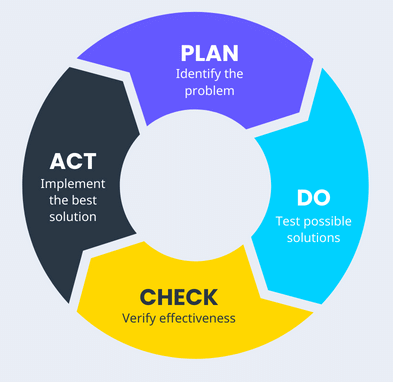 PLAN
Identify the
problem
DO
Test possible
solutions
CHECK
Verify effectiveness
ACT
Implement
the best
solution